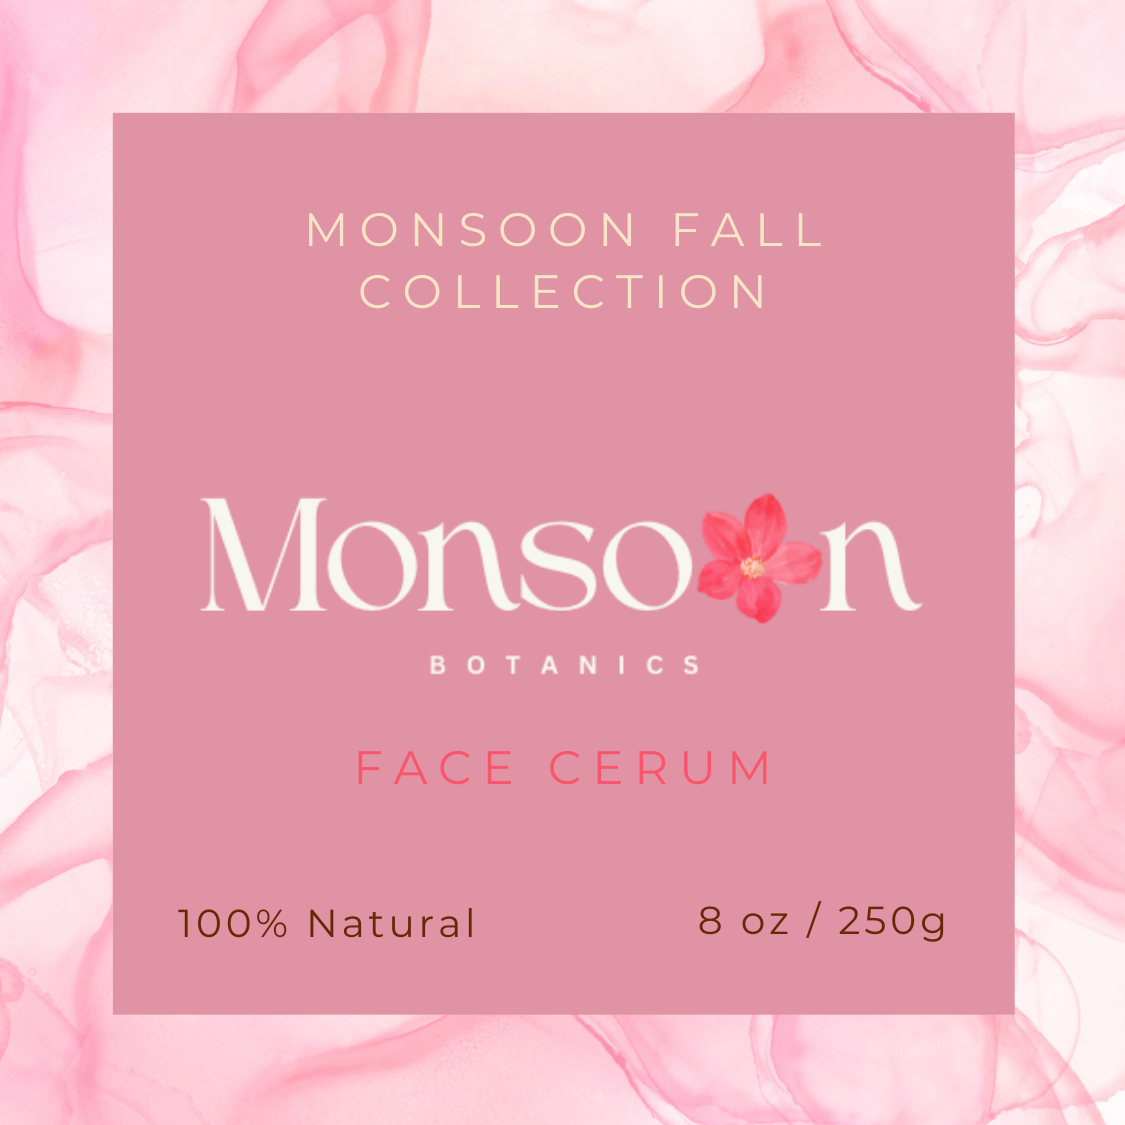 MONSOON FALL
COLLECTION
Monsoon
BOTANICS
FACE CERUM
100% Natural
8 oz / 250g